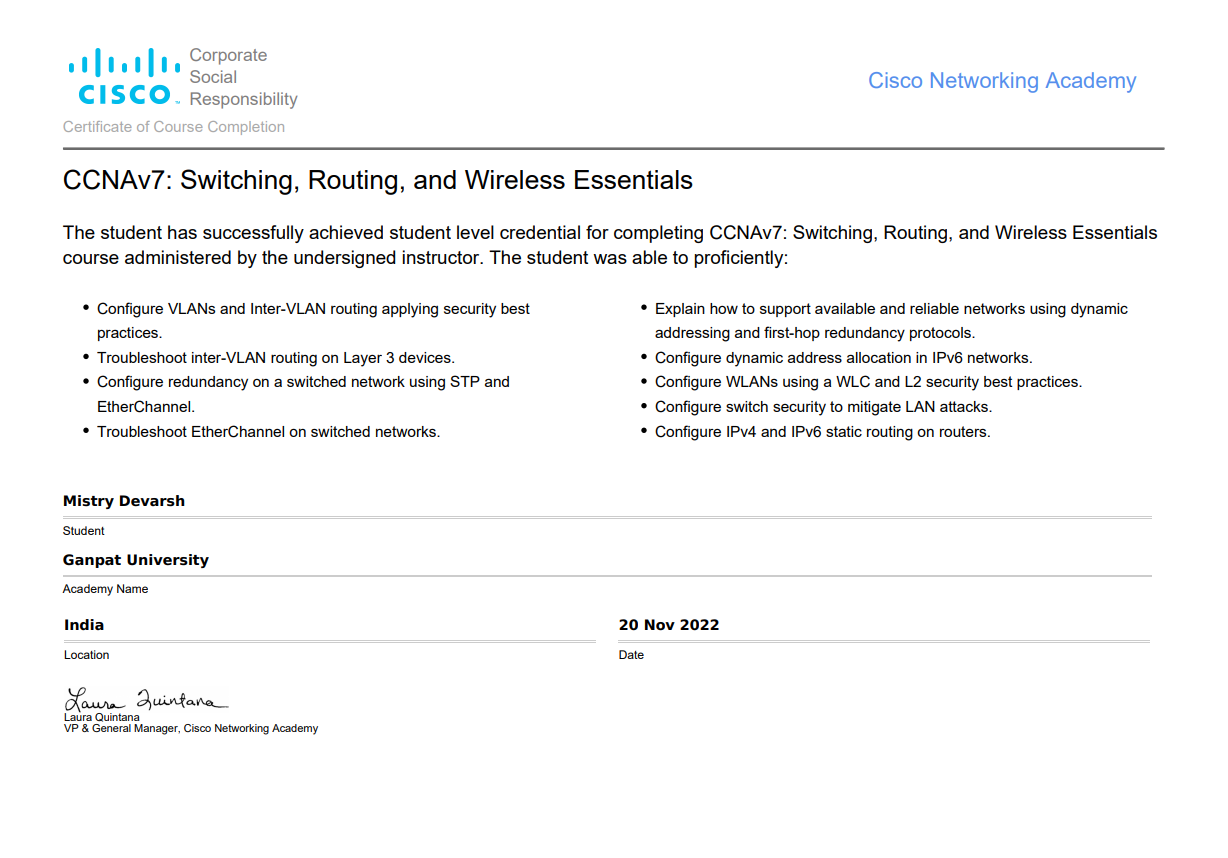 Corporate
Social
Responsibility
CISCO
Cisco Networking Academy
Certificate of Course Completion
CCNAv7: Switching, Routing, and Wireless Essentials
The student has successfully achieved student level credential for completing CCNAv7: Switching, Routing, and Wireless Essentials
course administered by the undersigned instructor. The student was able to proficiently:
• Configure VLANs and Inter-VLAN routing applying security best
practices.
• Troubleshoot inter-VLAN routing on Layer 3 devices.
• Configure redundancy on a switched network using STP and
EtherChannel.
• Troubleshoot EtherChannel on switched networks.
• Explain how to support available and reliable networks using dynamic
addressing and first-hop redundancy protocols.
• Configure dynamic address allocation in IPv6 networks.
• Configure WLANs using a WLC and L2 security best practices.
• Configure switch security to mitigate LAN attacks.
• Configure IPv4 and IPv6 static routing on routers.
Mistry Devarsh
Student
Ganpat University
Academy Name
India
Location
20 Nov 2022
Date
Laura Quintana
Laura Quintana
VP & General Manager, Cisco Networking Academy